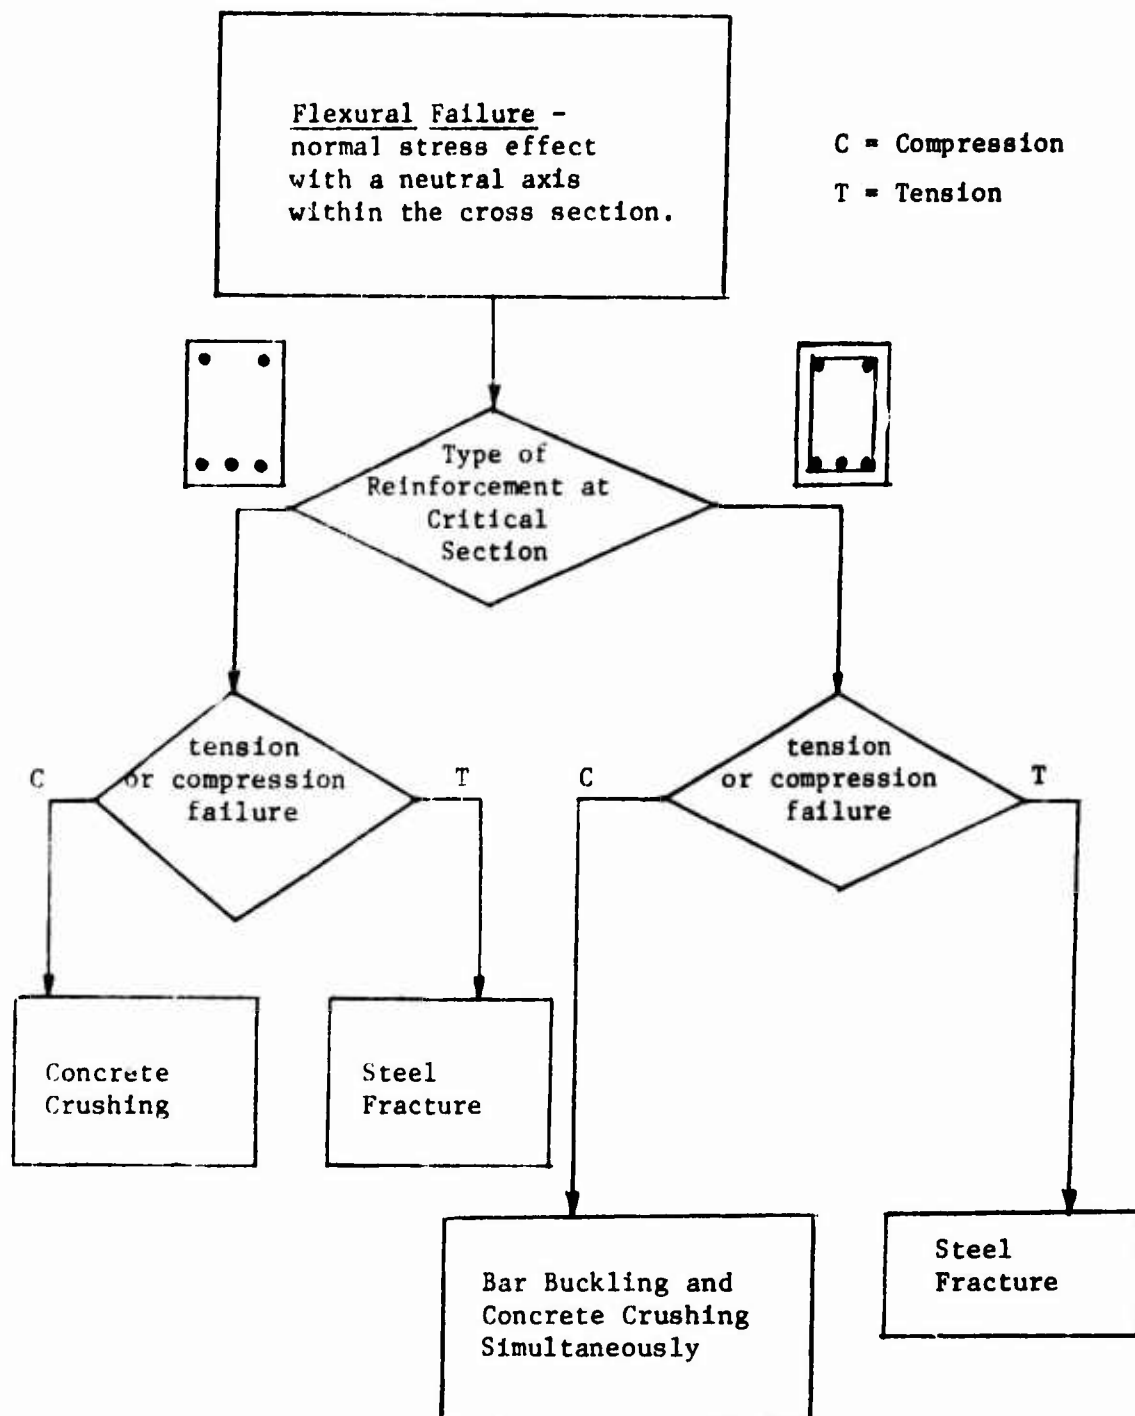 Flexural Failure -
normal stress effect
with a neutral axis
within the cross section.
C = Compression
T = Tension
Type of
Reinforcement at
Critical
Section
tension
or compression
failure
C
T
tension
or compression
failure
C
T
Concrete
Crushing
Steel
Fracture
Bar Buckling and
Concrete Crushing
Simultaneously
Steel
Fracture